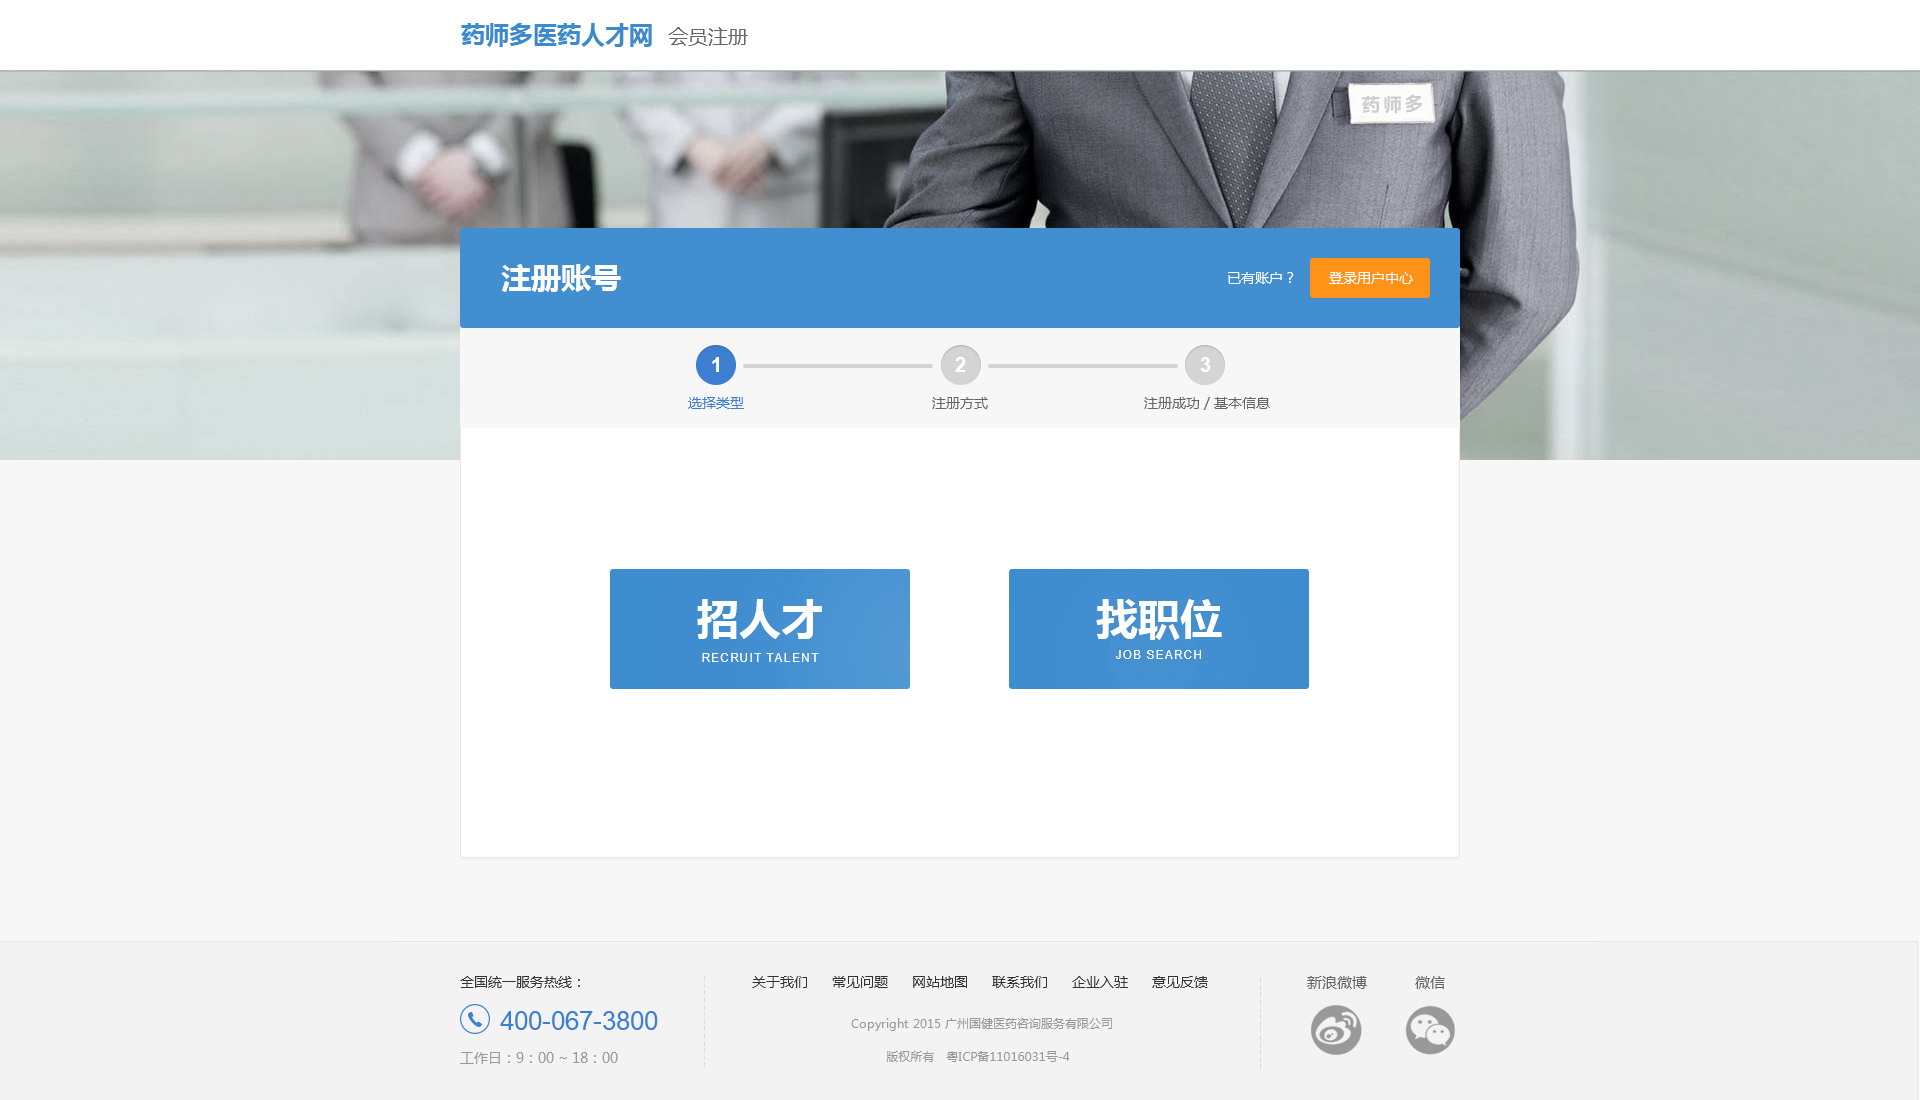 药师多医药人才网 会员注册
药师多
注册账号 已有账户？ 登录用户中心
1 2 3
选择类型 注册方式 注册成功 / 基本信息
招人才 找职位
RECRUIT TALENT JOB SEARCH
全国统一服务热线： 关于我们 常见问题 网站地图 联系我们 企业入驻 意见反馈 新浪微博 微信
400-067-3800 Copyright 2015 广州国健医药咨询服务有限公司
工作日：9：00 ~ 18：00 版权所有 粤ICP备11016031号-4